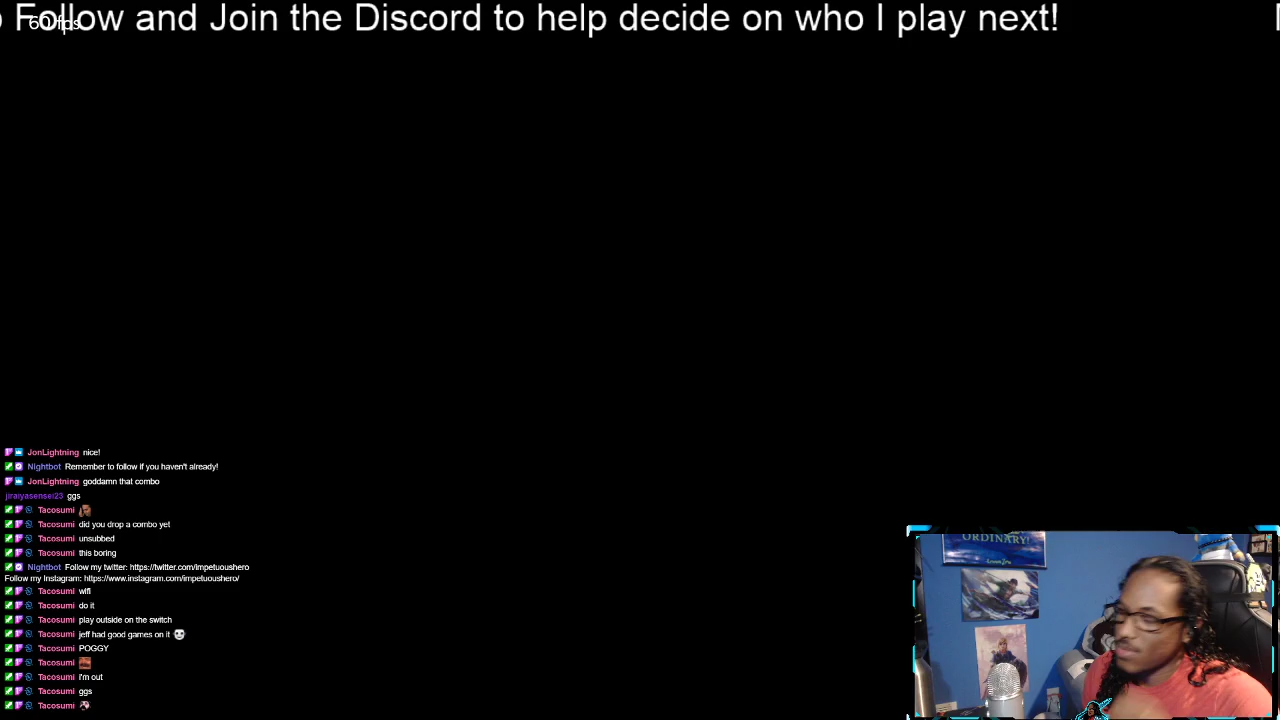 Follow and Join the Discord to help decide on who I play next!
60 fps
JonLightning nice!
Nightbot Remember to follow if you haven't already!
JonLightning goddamn that combo
jiraiyasensei23 ggs
Tacosumi
Tacosumi did you drop a combo yet
Tacosumi unsubbed
Tacosumi this boring
Nightbot Follow my twitter: https://twitter.com/impetuoushero
Follow my Instagram: https://www.instagram.com/impetuoushero/
Tacosumi wifi
Tacosumi do it
Tacosumi play outside on the switch
Tacosumi jeff had good games on it
Tacosumi POGGY
Tacosumi
Tacosumi I'm out
Tacosumi ggs
Tacosumi
ORDINARY!